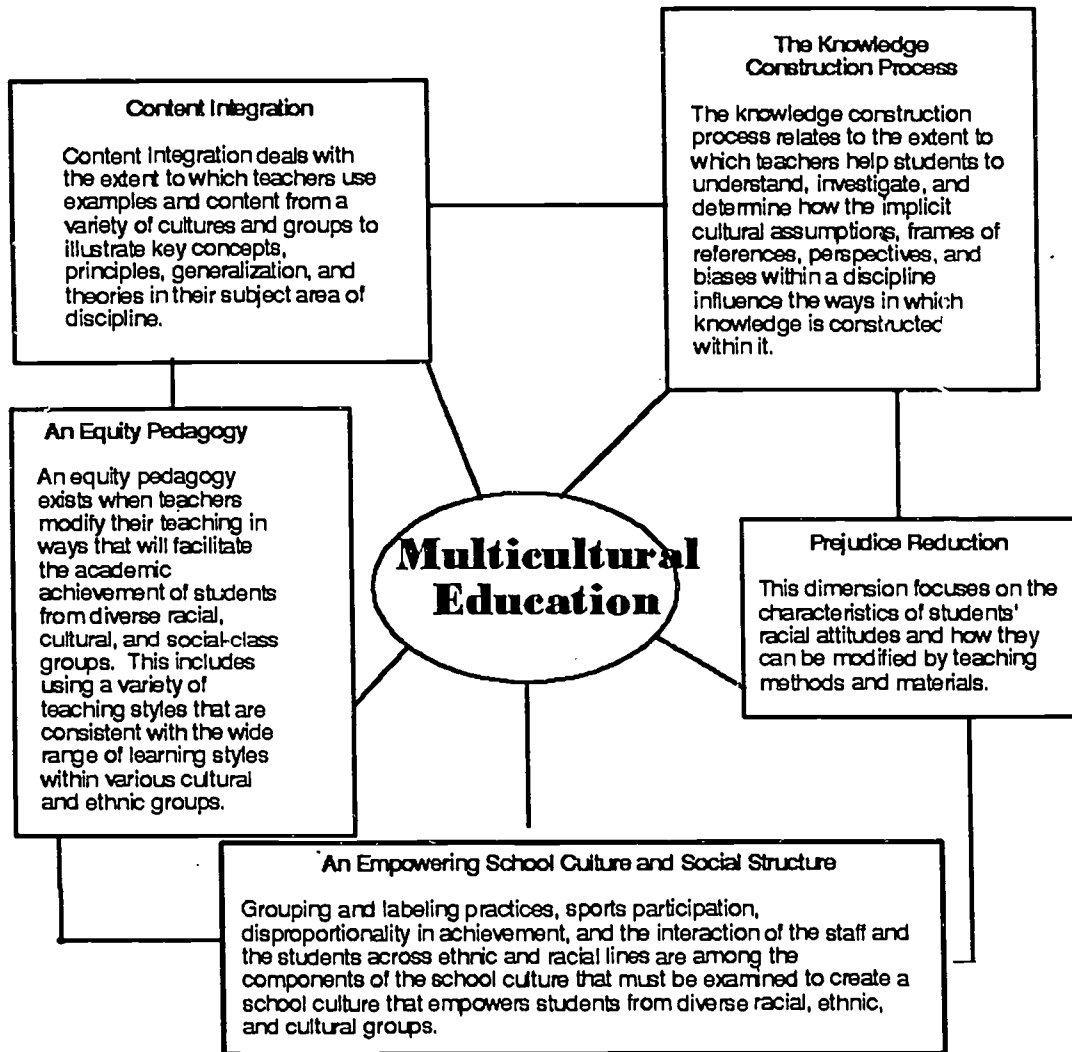 Content Integration
Content Integration deals with
the extent to which teachers use
examples and content from a
variety of cultures and groups to
illustrate key concepts,
principles, generalization, and
theories in their subject area of
discipline.
The Knowledge
Construction Process
The knowledge construction
process relates to the extent to
which teachers help students to
understand, investigate, and
determine how the implicit
cultural assumptions, frames of
references, perspectives, and
biases within a discipline
influence the ways in which
knowledge is constructed
within it.
An Equity Pedagogy
An equity pedagogy
exists when teachers
modify their teaching in
ways that will facilitate
the academic
achievement of students
from diverse racial,
cultural, and social-class
groups. This includes
using a variety of
teaching styles that are
consistent with the wide
range of learning styles
within various cultural
and ethnic groups.
Multicultural
Education
Prejudice Reduction
This dimension focuses on the
characteristics of students'
racial attitudes and how they
can be modified by teaching
methods and materials.
An Empowering School Culture and Social Structure
Grouping and labeling practices, sports participation,
disproportionality in achievement, and the interaction of the staff and
the students across ethnic and racial lines are among the
components of the school culture that must be examined to create a
school culture that empowers students from diverse racial, ethnic,
and cultural groups.